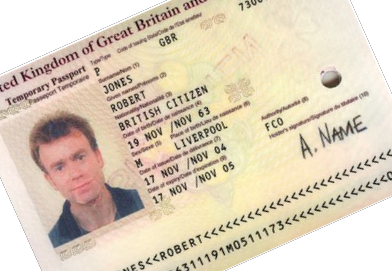 ted Kingdom of Great Britain and
Temporary Passport
Passeport Temporaire
Type/Type
P
Code of Issuing State/Code de l'Etat émetteur
GBR
7300
Surname/Nom (1)
JONES
Given names/Prénoms (2)
ROBERT
Nationality/Nationalité (3)
BRITISH CITIZEN
Date of birth/Date de naissance (4)
19 NOV /NOV 63
Sex/Sexe (5)
M
Place of birth/Lieu de naissance (6)
LIVERPOOL
Date of issue/Date de délivrance (7)
17 NOV /NOV 04
Authority/Autorité (8)
FCO
Date of expiry/Date d'expiration (9)
17 NOV /NOV 05
Holder's signature/Signature du titulaire (10)
A. NAME
NES<<ROBERT<<<<<<<<<<<<<<<<<<
6311191M0511173<<<<<<<<<<